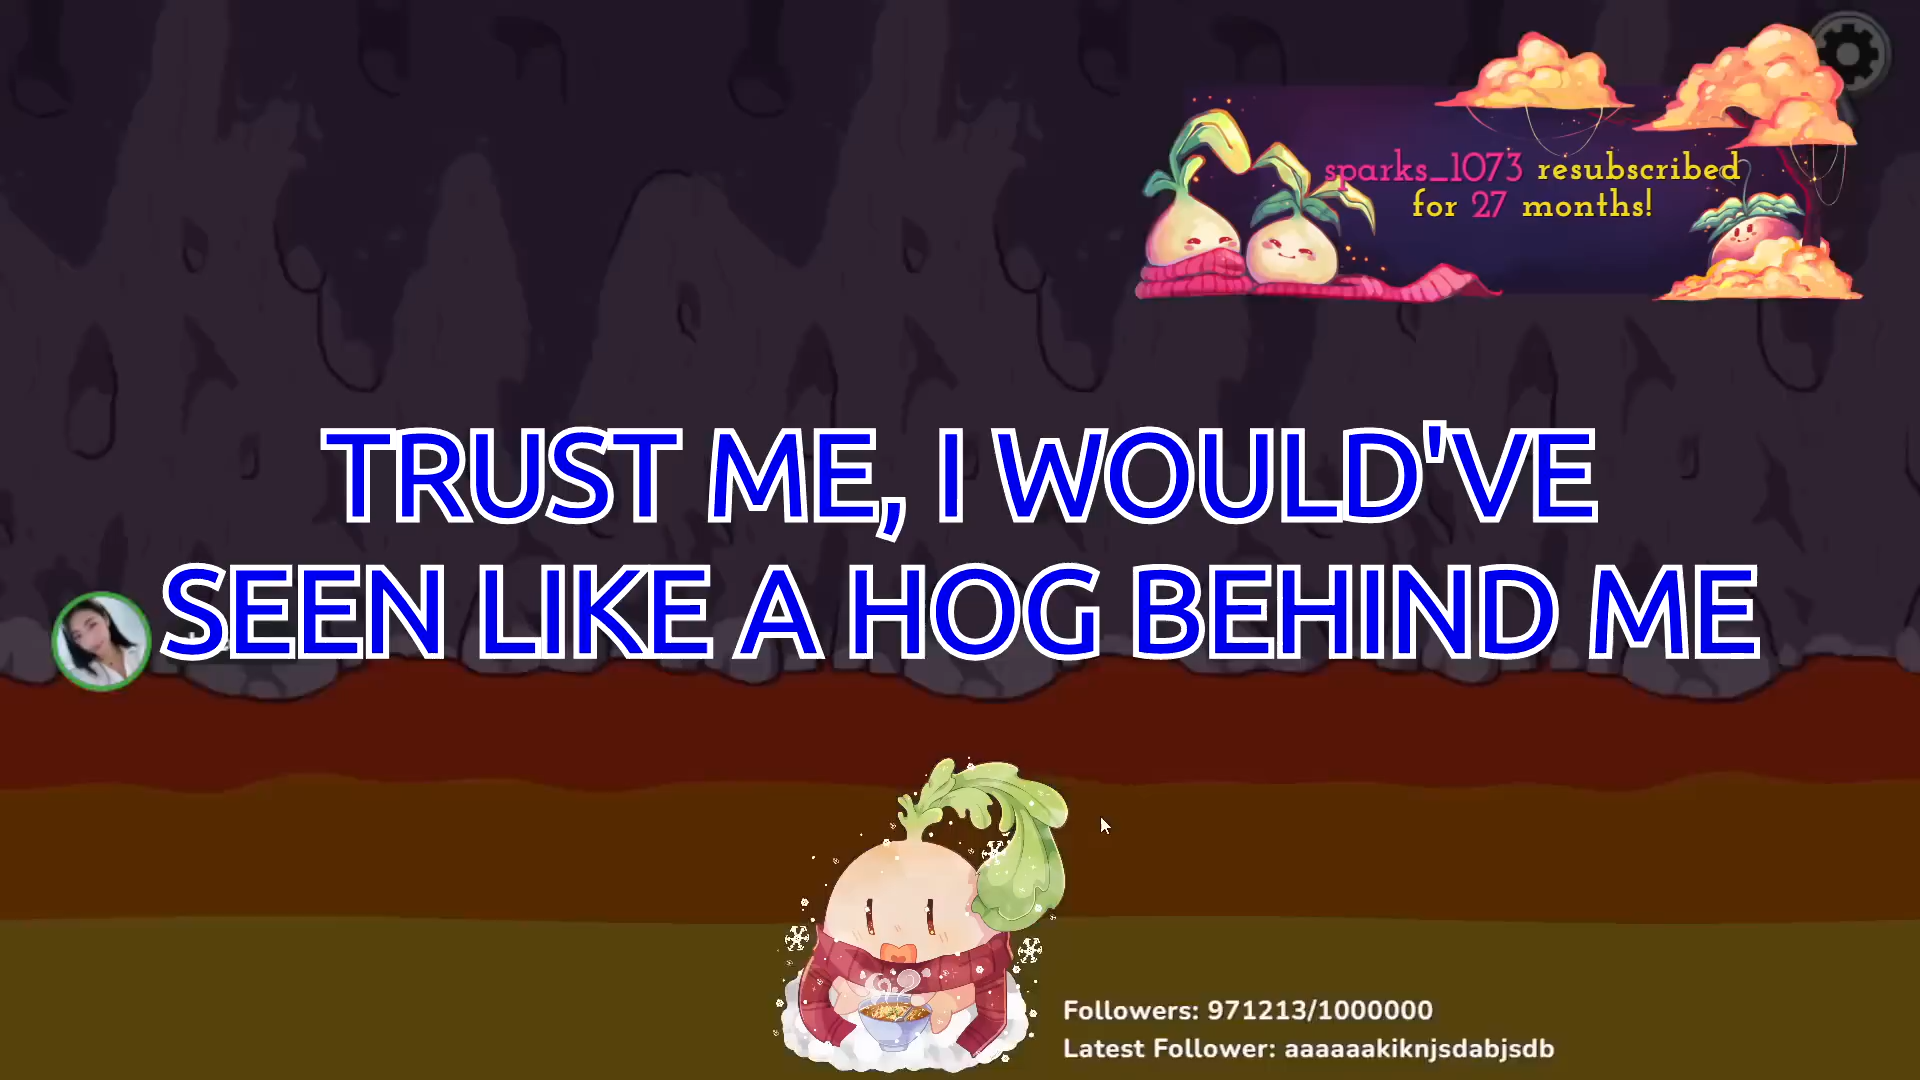 sparks_1073 resubscribed
for 27 months!
TRUST ME, I WOULD'VE
SEEN LIKE A HOG BEHIND ME
Followers: 971213/1000000
Latest Follower: aaaaaakiknjsdabjsdb